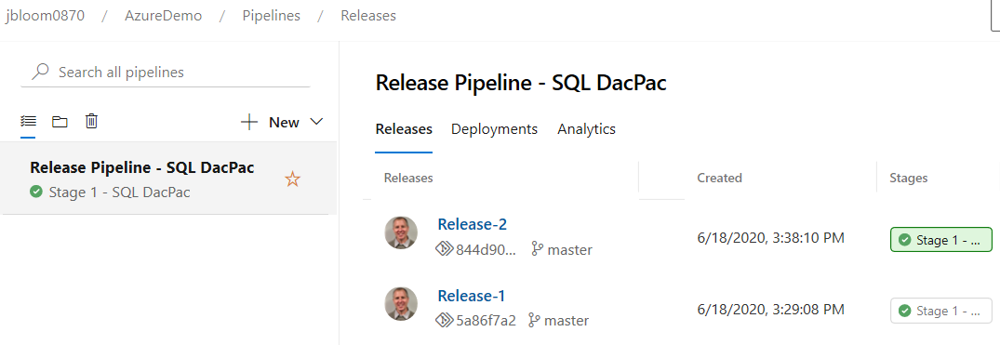 jbloom0870 / AzureDemo / Pipelines / Releases
Search all pipelines
New
Release Pipeline - SQL DacPac
Stage 1 - SQL DacPac
Release Pipeline - SQL DacPac
Releases Deployments Analytics
Releases Created Stages
Release-2
844d90... master
6/18/2020, 3:38:10 PM
Stage 1 - ...
Release-1
5a86f7a2 master
6/18/2020, 3:29:08 PM
Stage 1 - ...